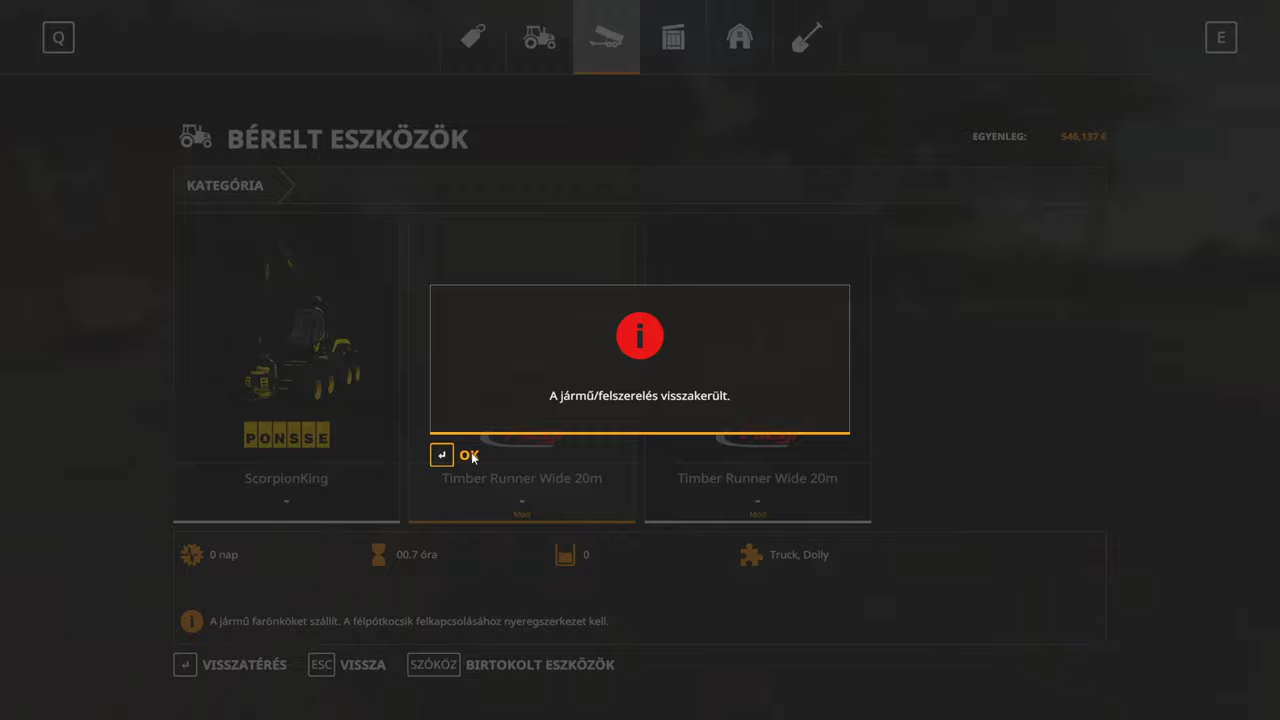 Q
E
BÉRELT ESZKÖZÖK
EGYENLEG: 546,137 €
KATEGÓRIA
A jármű/felszerelés visszakerült.
OK
PONSSE
ScorpionKing
-
Timber Runner Wide 20m
-
Mod
Timber Runner Wide 20m
-
Mod
0 nap
00.7 óra
0
Truck, Dolly
A jármű farönköket szállít. A félpótkocsik felkapcsolásához nyeregszerkezet kell.
VISSZATÉRÉS ESC VISSZA SZÓKÖZ BIRTOKOLT ESZKÖZÖK